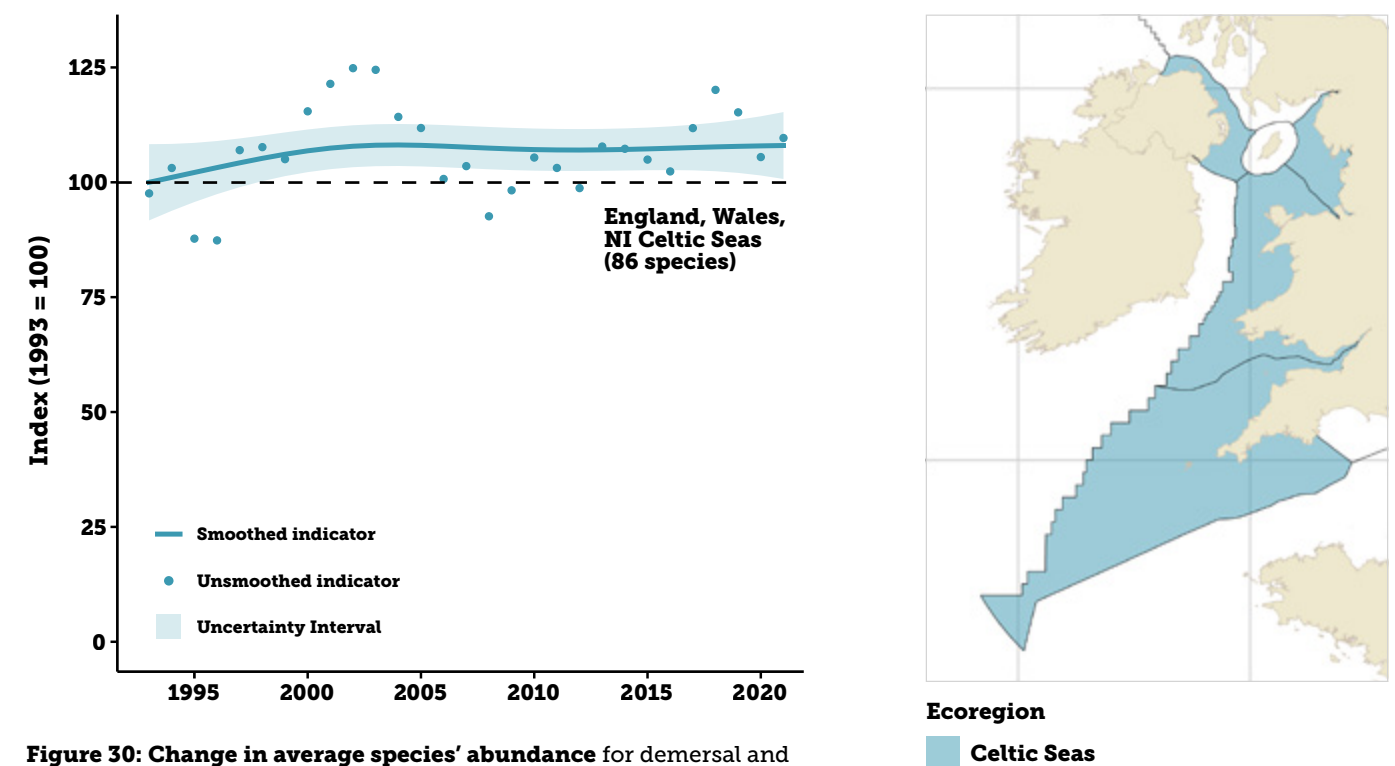 125
100
75
50
25
0
Index (1993 = 100)
England, Wales,
NI Celtic Seas
(86 species)
Smoothed indicator
Unsmoothed indicator
Uncertainty Interval
1995 2000 2005 2010 2015 2020
Figure 30: Change in average species’ abundance for demersal and
Ecoregion
Celtic Seas